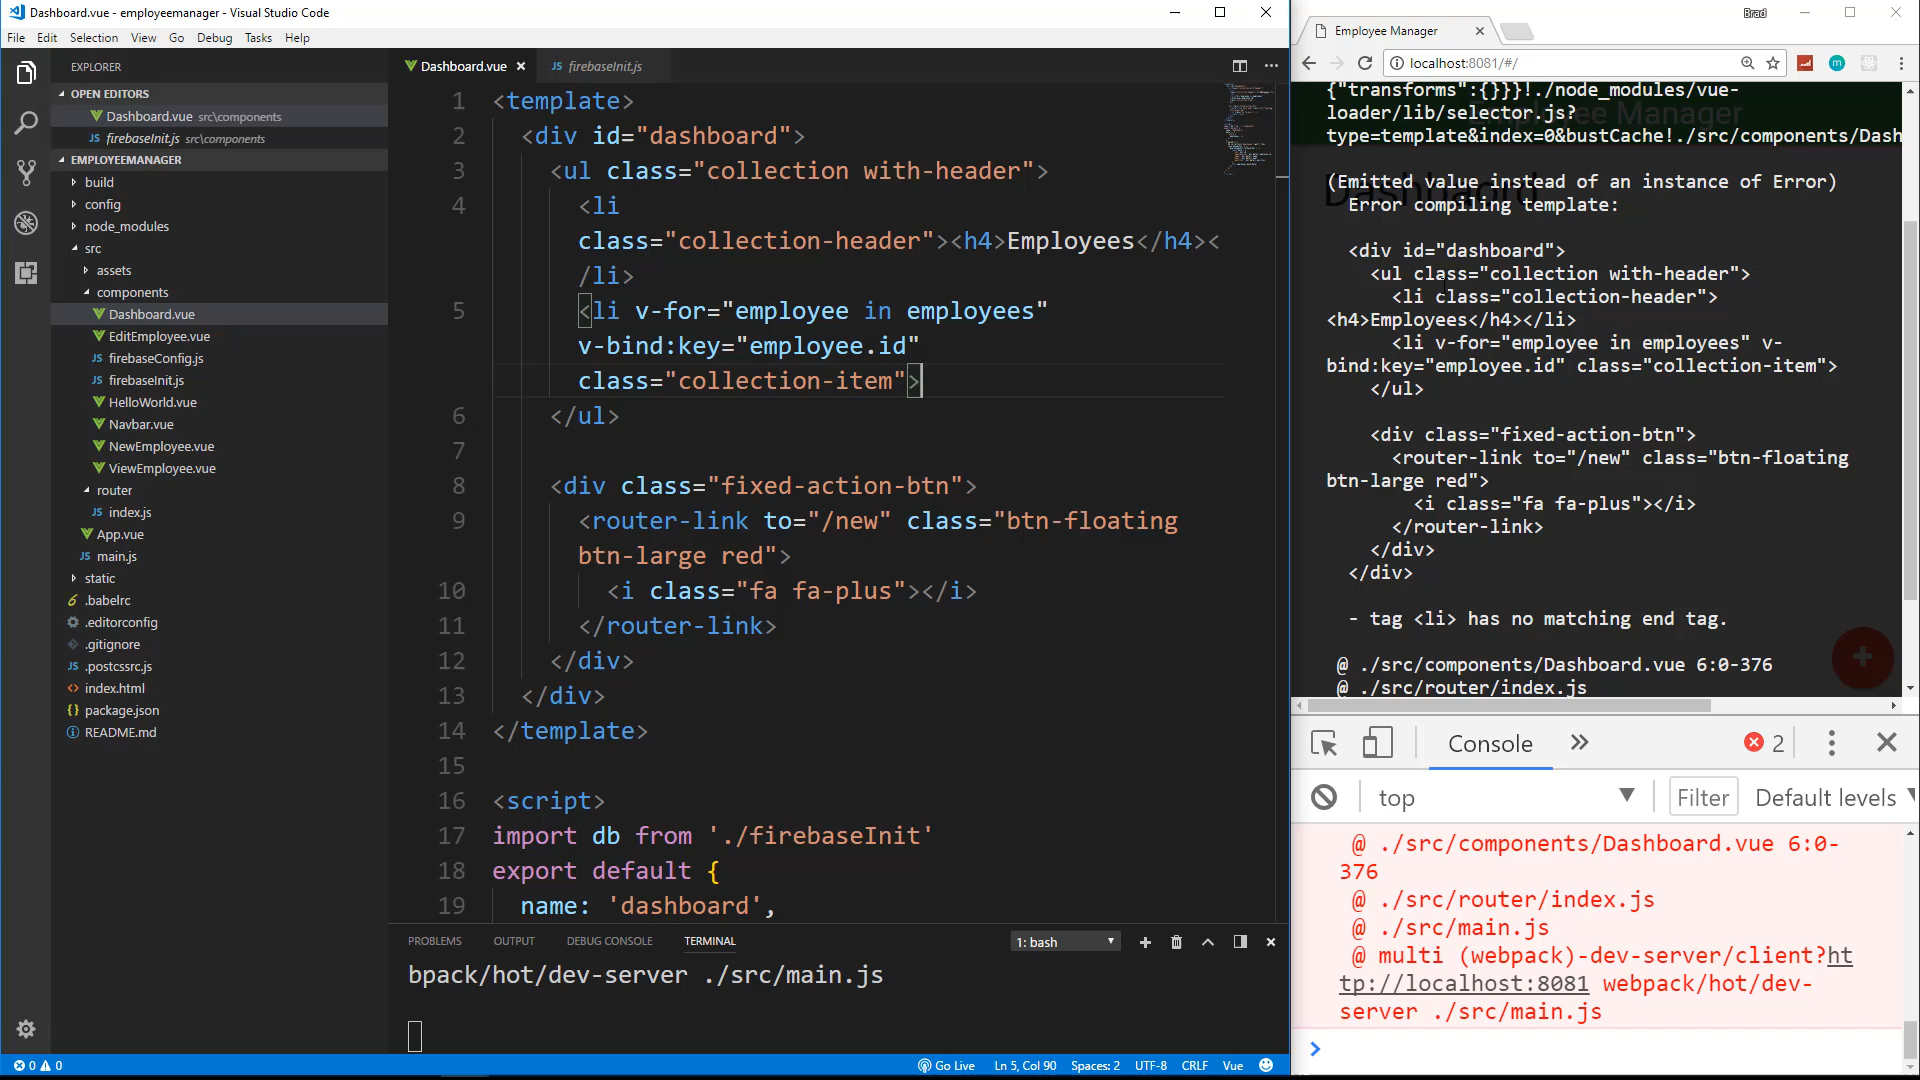 Dashboard.vue - employeemanager - Visual Studio Code
File Edit Selection View Go Debug Tasks Help
EXPLORER
OPEN EDITORS
Dashboard.vue src\components
firebaseInit.js src\components
EMPLOYEEMANAGER
build
config
node_modules
src
assets
components
Dashboard.vue
EditEmployee.vue
firebaseConfig.js
firebaseInit.js
HelloWorld.vue
Navbar.vue
NewEmployee.vue
ViewEmployee.vue
router
index.js
App.vue
main.js
static
.babelrc
.editorconfig
.gitignore
.postcssrc.js
index.html
package.json
README.md
Dashboard.vue
firebaseInit.js
1 <template>
2 <div id="dashboard">
3 <ul class="collection with-header">
4 <li
class="collection-header"><h4>Employees</h4><
/li>
5 <li v-for="employee in employees"
v-bind:key="employee.id"
class="collection-item">
6 </ul>
7
8 <div class="fixed-action-btn">
9 <router-link to="/new" class="btn-floating
btn-large red">
10 <i class="fa fa-plus"></i>
11 </router-link>
12 </div>
13 </div>
14 </template>
15
16 <script>
17 import db from './firebaseInit'
18 export default {
19 name: 'dashboard',
PROBLEMS OUTPUT DEBUG CONSOLE TERMINAL 1: bash
bpack/hot/dev-server ./src/main.js
0 0 Go Live Ln 5, Col 90 Spaces: 2 UTF-8 CRLF Vue
Brad
Employee Manager
localhost:8081/#/
{"transforms":{}}}!./node_modules/vue-
Employee Manager
loader/lib/selector.js?
type=template&index=0&bustCache!./src/components/Dash
(Emitted value instead of an instance of Error)
Dashboard
Error compiling template:
<div id="dashboard">
<ul class="collection with-header">
<li class="collection-header">
<h4>Employees</h4></li>
<li v-for="employee in employees" v-
bind:key="employee.id" class="collection-item">
</ul>
<div class="fixed-action-btn">
<router-link to="/new" class="btn-floating
btn-large red">
<i class="fa fa-plus"></i>
</router-link>
</div>
</div>
- tag <li> has no matching end tag.
@ ./src/components/Dashboard.vue 6:0-376
@ ./src/router/index.js
Console 2
top Filter Default levels
@ ./src/components/Dashboard.vue 6:0-
376
@ ./src/router/index.js
@ ./src/main.js
@ multi (webpack)-dev-server/client?ht
tp://localhost:8081 webpack/hot/dev-
server ./src/main.js